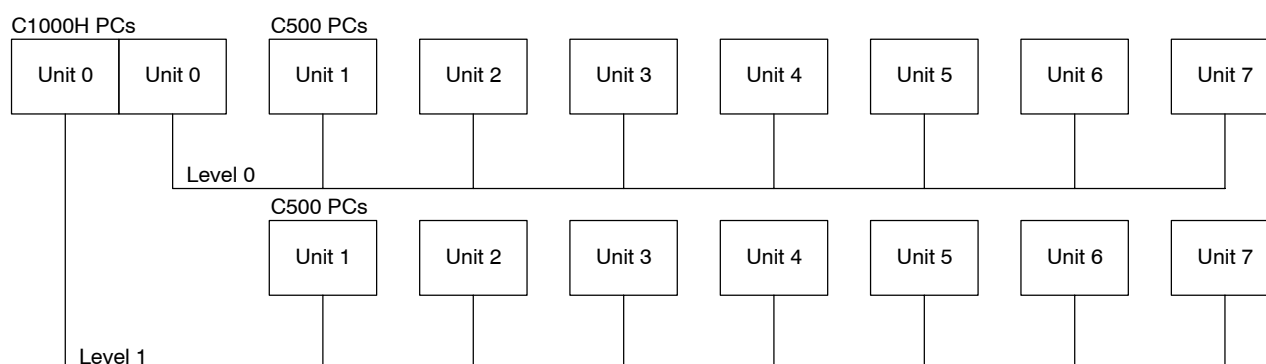 C1000H PCs
C500 PCs
Unit 0
Unit 0
Unit 1
Unit 2
Unit 3
Unit 4
Unit 5
Unit 6
Unit 7
Level 0
C500 PCs
Unit 1
Unit 2
Unit 3
Unit 4
Unit 5
Unit 6
Unit 7
Level 1